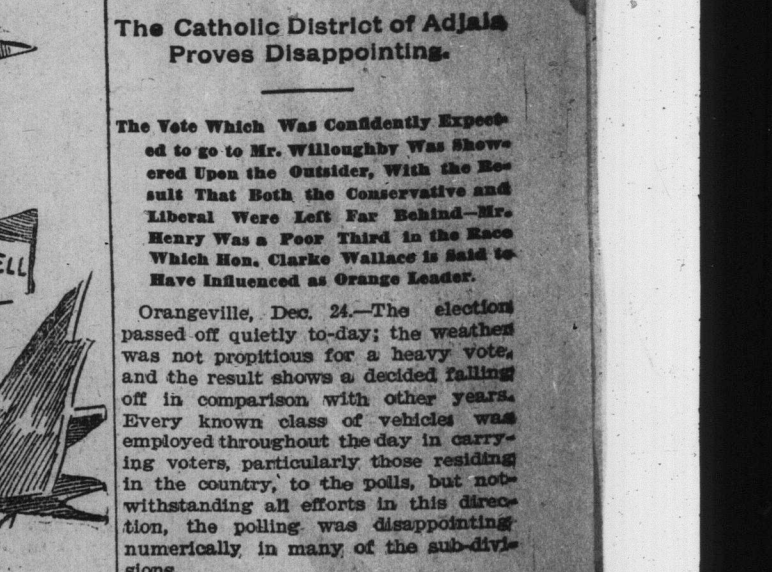 The Catholic District of Adjala
Proves Disappointing.
The Vote Which Was Confidently Expect-
ed to go to Mr. Willoughby Was Show-
ered Upon the Outsider, With the Re-
sult That Both the Conservative and
Liberal Were Left Far Behind—Mr.
Henry Was a Poor Third in the Race
Which Hon. Clarke Wallace is Said to
Have Influenced as Orange Leader.
ELL
Orangeville, Dec. 24.—The election
passed off quietly to-day; the weather
was not propitious for a heavy vote,
and the result shows a decided falling
off in comparison with other years.
Every known class of vehicles was
employed throughout the day in carry-
ing voters, particularly those residing
in the country, to the polls, but not-
withstanding all efforts in this direc-
tion, the polling was disappointing
numerically in many of the sub-divi-
sions